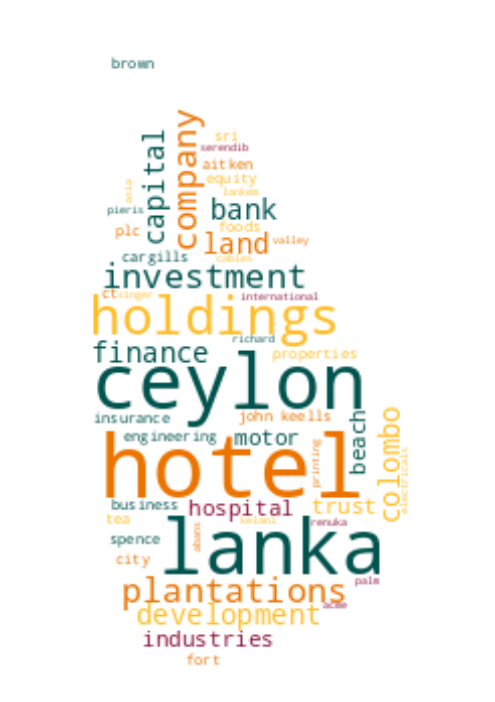 brown
company
capital
sri
serendib
aitken
equity
asia
lankem
pieris
bank
foods
plc
land
valley
cargills
cables
investment
ct
singer
international
holdings
richard
finance
properties
ceylon
colombo
insurance
john keells
beach
engineering
motor
hotel
printing
electricals
business
hospital
trust
tea
kelani
renuka
lanka
abans
spence
city
palm
plantations
acme
development
industries
fort